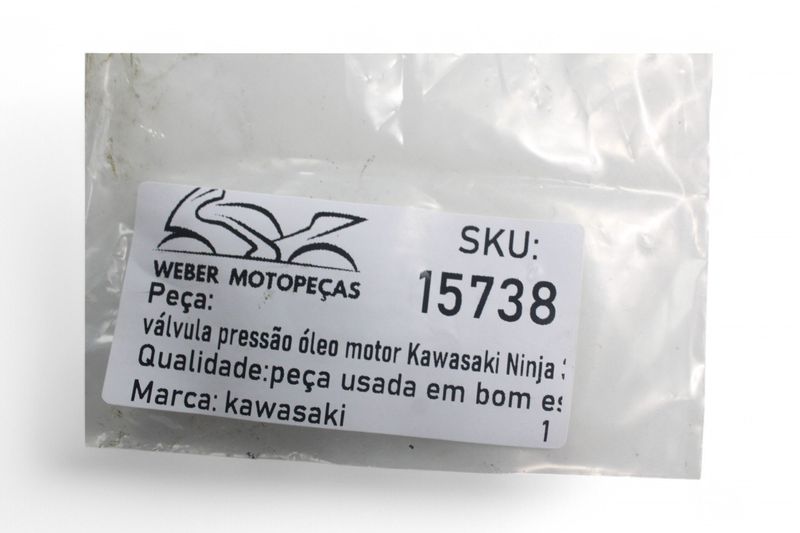 WEBER MOTOPEÇAS
SKU:
15738
Peça:
válvula pressão óleo motor Kawasaki Ninja
Qualidade:peça usada em bom es
Marca: kawasaki
1